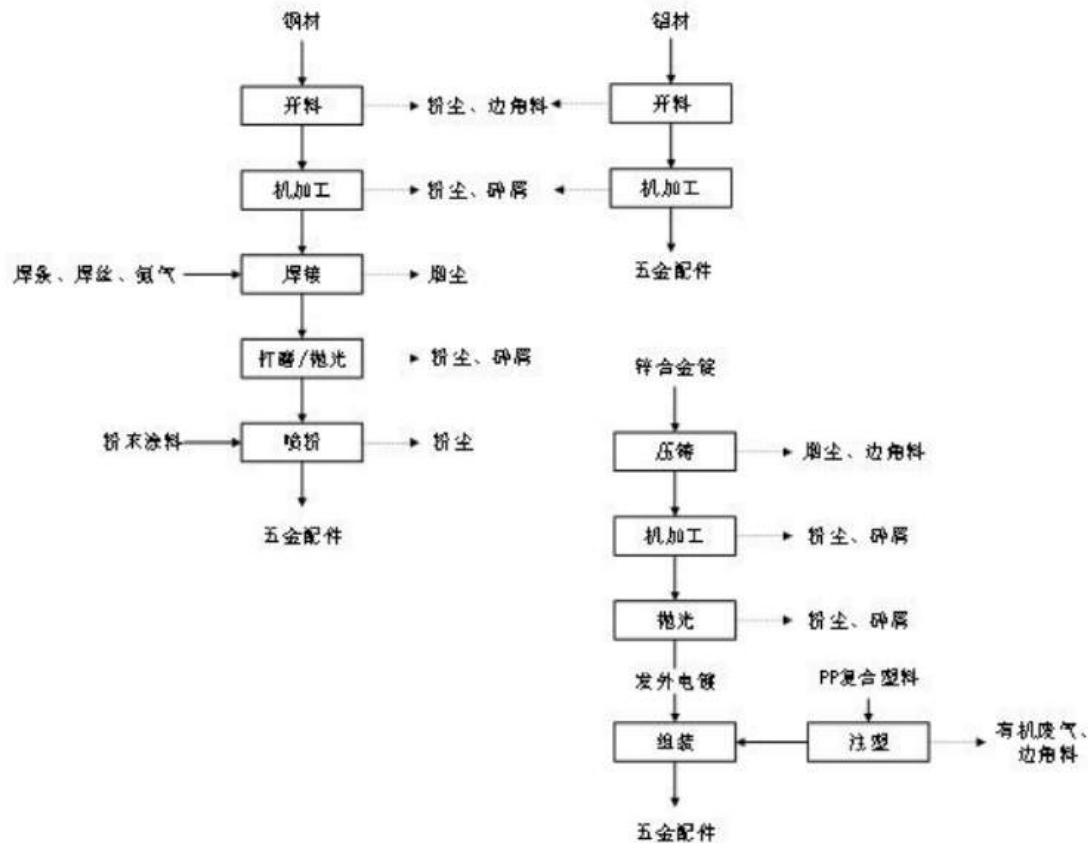 钢材
铝材
开料
粉尘、边角料
开料
机加工
粉尘、碎屑
机加工
焊条、焊丝、氩气
焊接
烟尘
五金配件
打磨/抛光
粉尘、碎屑
锌合金锭
粉末涂料
喷粉
粉尘
压铸
烟尘、边角料
五金配件
机加工
粉尘、碎屑
抛光
粉尘、碎屑
发外电镀
PP复合塑料
组装
注塑
有机废气、
边角料
五金配件